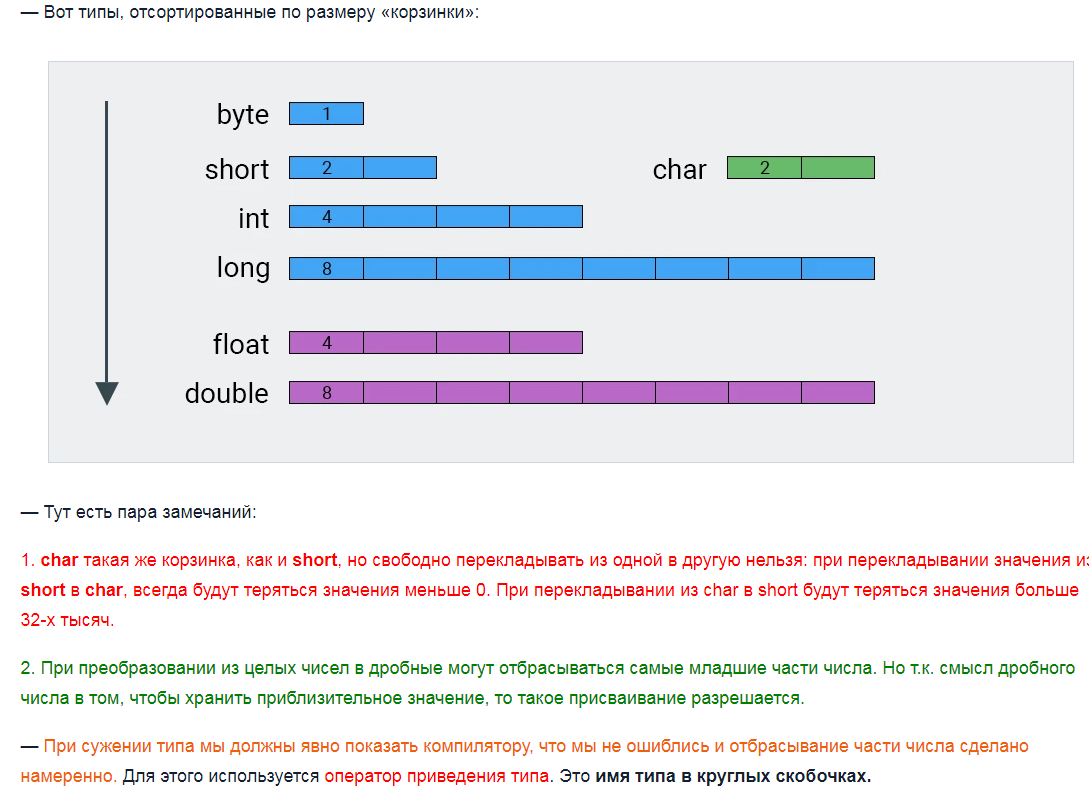 — Вот типы, отсортированные по размеру «корзинки»:
byte 1
short 2 char 2
int 4
long 8
float 4
double 8
— Тут есть пара замечаний:
1. char такая же корзинка, как и short, но свободно перекладывать из одной в другую нельзя: при перекладывании значения из
short в char, всегда будут теряться значения меньше 0. При перекладывании из char в short будут теряться значения больше
32-х тысяч.
2. При преобразовании из целых чисел в дробные могут отбрасываться самые младшие части числа. Но т.к. смысл дробного
числа в том, чтобы хранить приблизительное значение, то такое присваивание разрешается.
— При сужении типа мы должны явно показать компилятору, что мы не ошиблись и отбрасывание части числа сделано
намеренно. Для этого используется оператор приведения типа. Это имя типа в круглых скобочках.